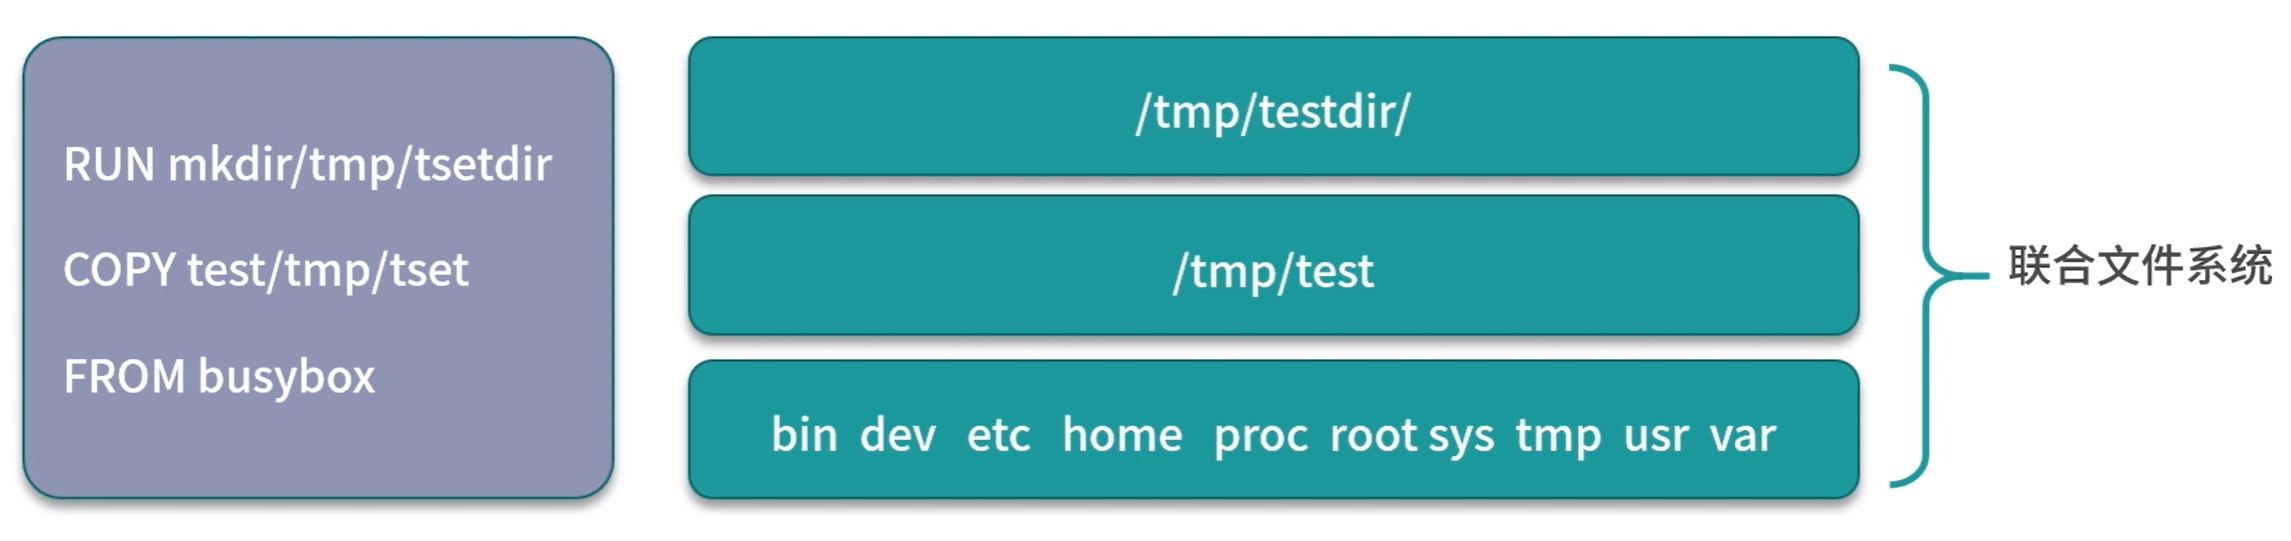 RUN mkdir/tmp/tsetdir
COPY test/tmp/tset
FROM busybox
/tmp/testdir/
/tmp/test
bin dev etc home proc root sys tmp usr var
联合文件系统